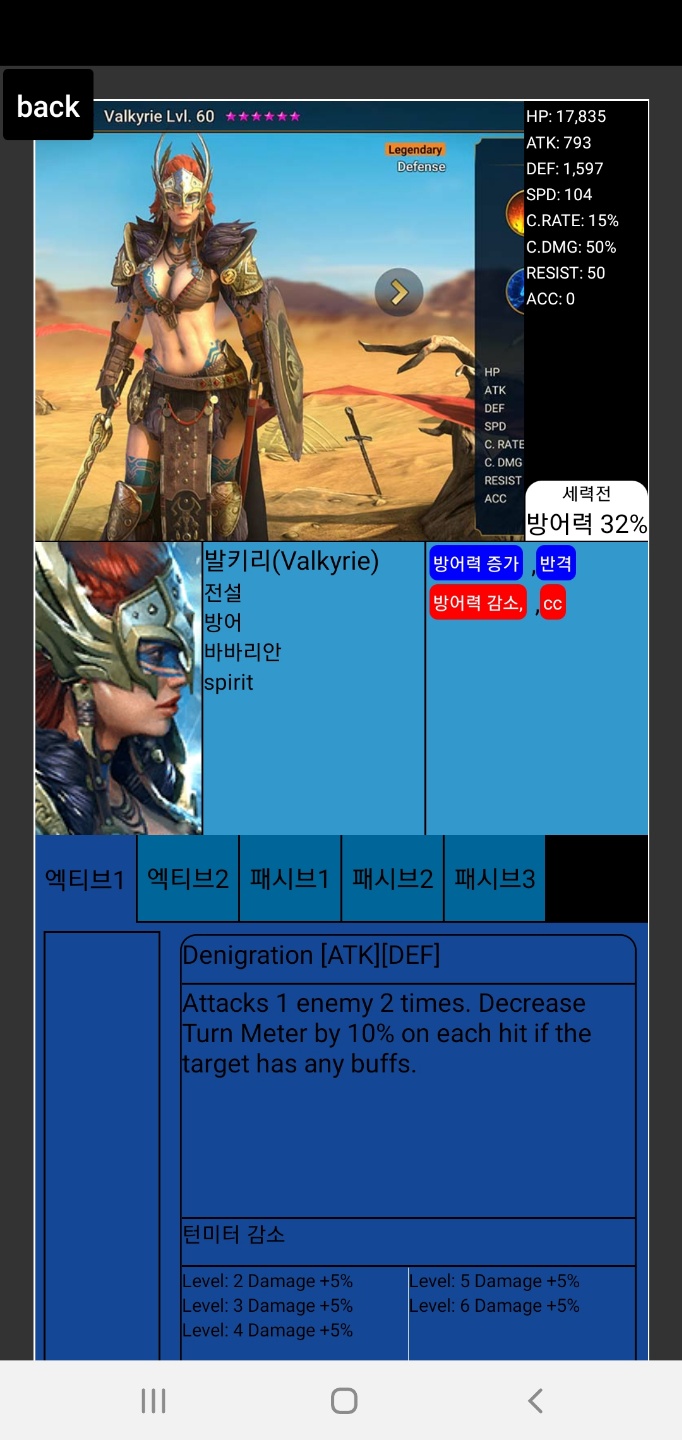 back
Valkyrie Lvl. 60
Legendary
Defense
HP
ATK
DEF
SPD
C. RATE
C. DMG
RESIST
ACC
HP: 17,835
ATK: 793
DEF: 1,597
SPD: 104
C.RATE: 15%
C.DMG: 50%
RESIST: 50
ACC: 0
세력전
방어력 32%
발키리(Valkyrie)
전설
방어
바바리안
spirit
방어력 증가 ,반격
방어력 감소, ,cc
엑티브1 엑티브2 패시브1 패시브2 패시브3
Denigration [ATK][DEF]
Attacks 1 enemy 2 times. Decrease
Turn Meter by 10% on each hit if the
target has any buffs.
턴미터 감소
Level: 2 Damage +5%
Level: 3 Damage +5%
Level: 4 Damage +5%
Level: 5 Damage +5%
Level: 6 Damage +5%